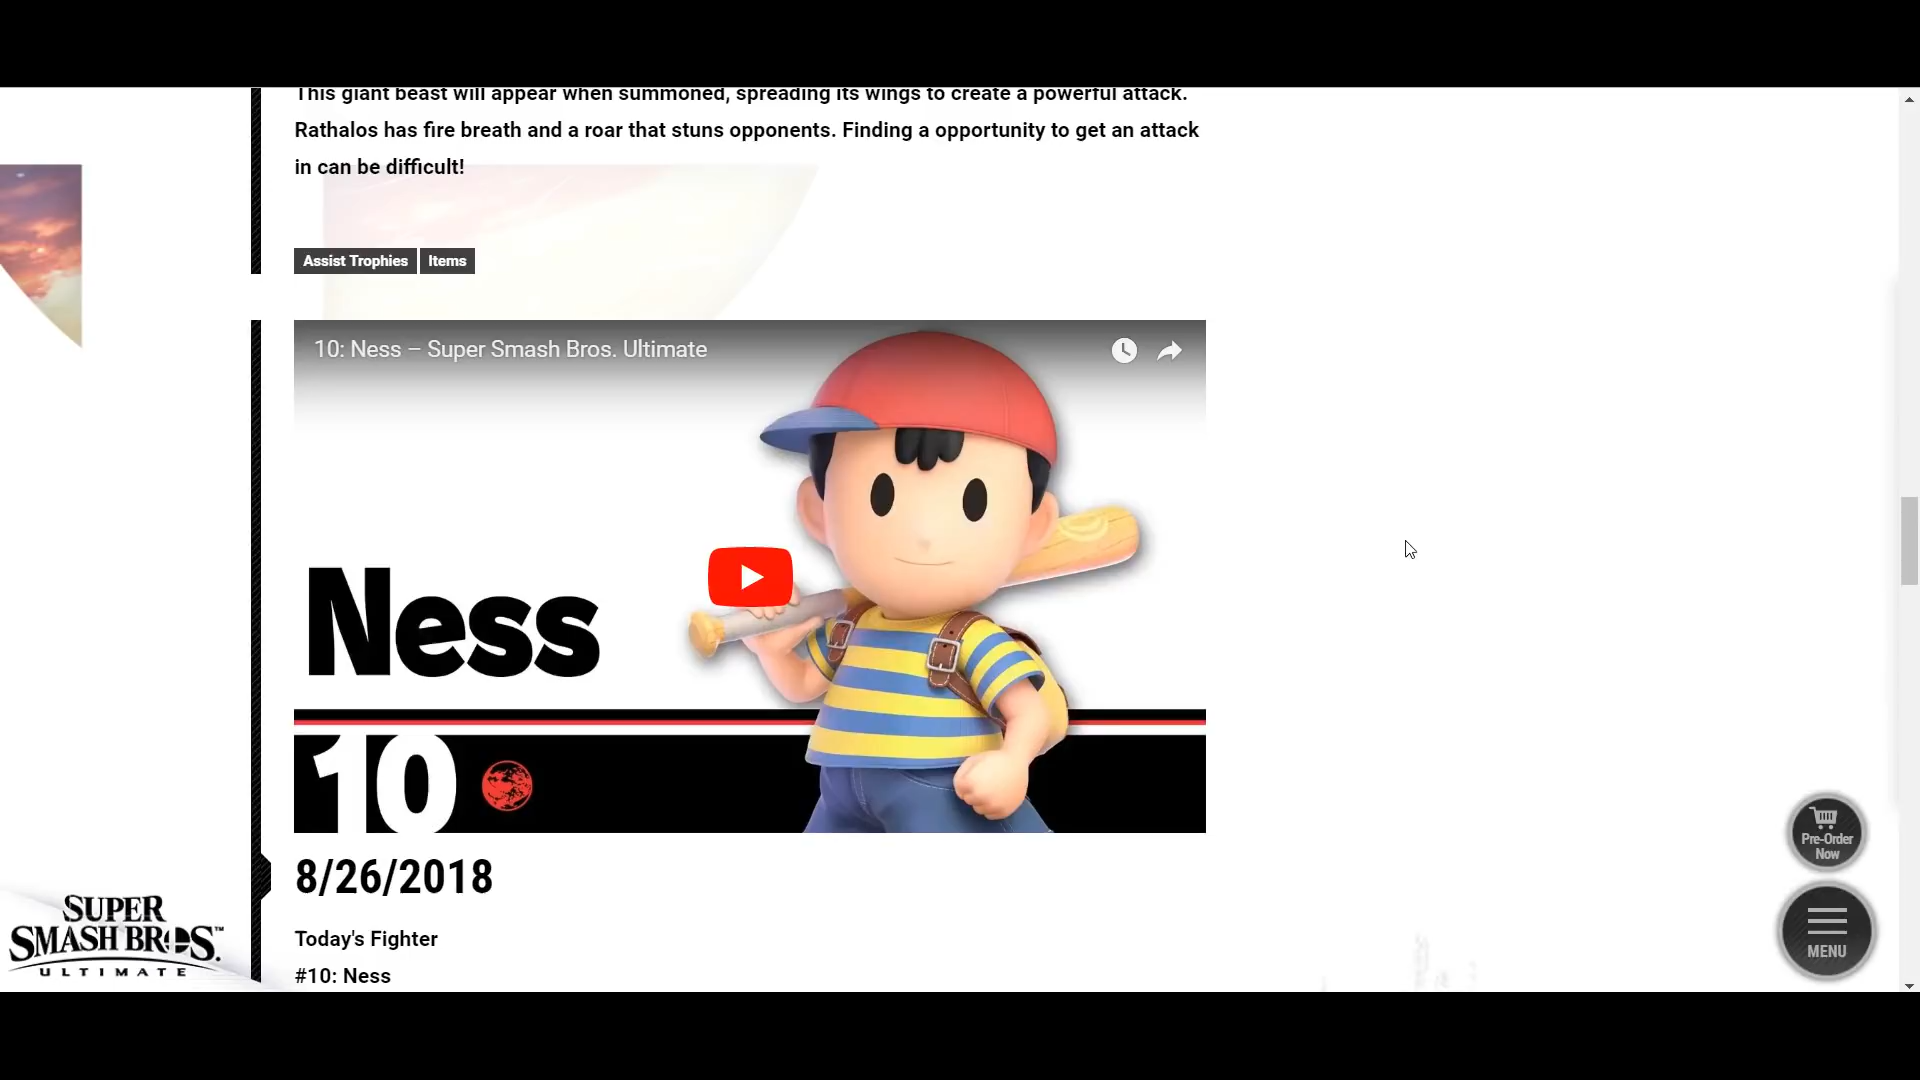 This giant beast will appear when summoned, spreading its wings to create a powerful attack.
Rathalos has fire breath and a roar that stuns opponents. Finding a opportunity to get an attack
in can be difficult!
Assist Trophies
Items
10: Ness – Super Smash Bros. Ultimate
Ness
10
8/26/2018
Today's Fighter
#10: Ness
SUPER
SMASH BROS.™
ULTIMATE
Pre-Order
Now
MENU